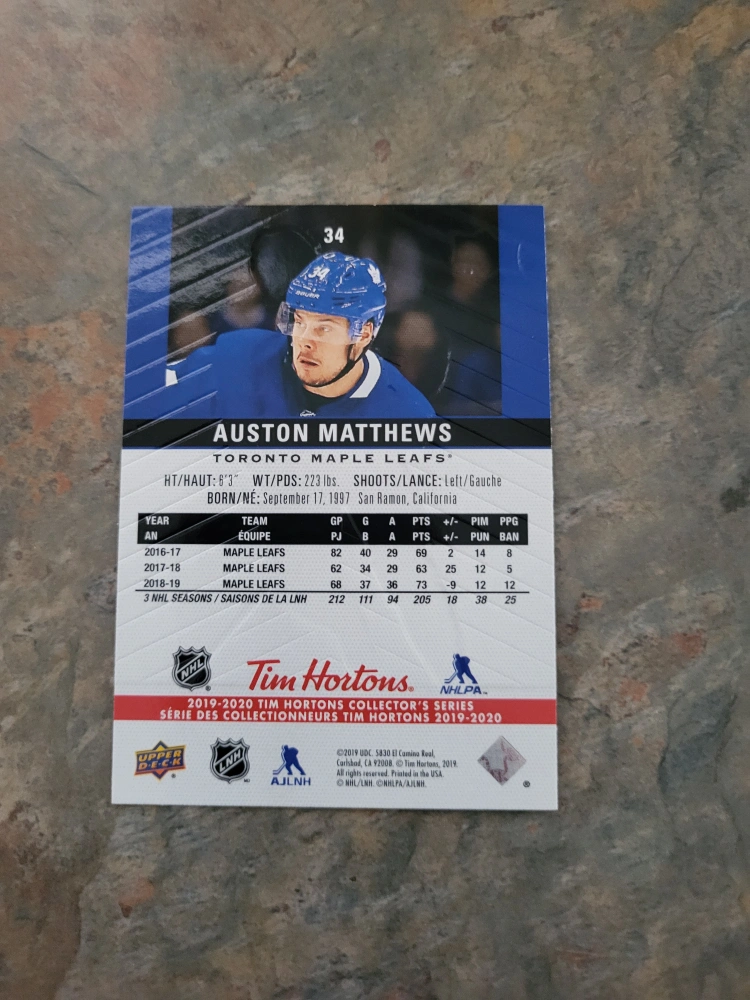 34
34
BAUER
AUSTON MATTHEWS
TORONTO MAPLE LEAFS®
HT/HAUT: 6'3" WT/PDS: 223 lbs. SHOOTS/LANCE: Left/Gauche
BORN/NÉ: September 17, 1997 San Ramon, California
YEAR TEAM GP G A PTS +/- PIM PPG
AN ÉQUIPE PJ B A PTS +/- PUN BAN
2016-17 MAPLE LEAFS 82 40 29 69 2 14 8
2017-18 MAPLE LEAFS 62 34 29 63 25 12 5
2018-19 MAPLE LEAFS 68 37 36 73 -9 12 12
3 NHL SEASONS / SAISONS DE LA LNH 212 111 94 205 18 38 25
NHL ® Tim Hortons® NHLPA™
2019-2020 TIM HORTONS COLLECTOR'S SERIES
SÉRIE DES COLLECTIONNEURS TIM HORTONS 2019-2020
UPPER DECK® LNH AJLNH
©2019 UDC. 5830 El Camino Real,
Carlsbad, CA 92008. © Tim Hortons, 2019.
All rights reserved. Printed in the USA.
© NHL/LNH. ©NHLPA/AJLNH.
®